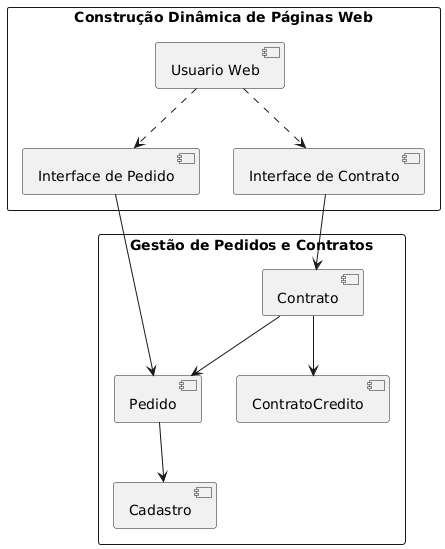 Construção Dinâmica de Páginas Web
Usuario Web
Interface de Pedido
Interface de Contrato
Gestão de Pedidos e Contratos
Contrato
Pedido
ContratoCredito
Cadastro